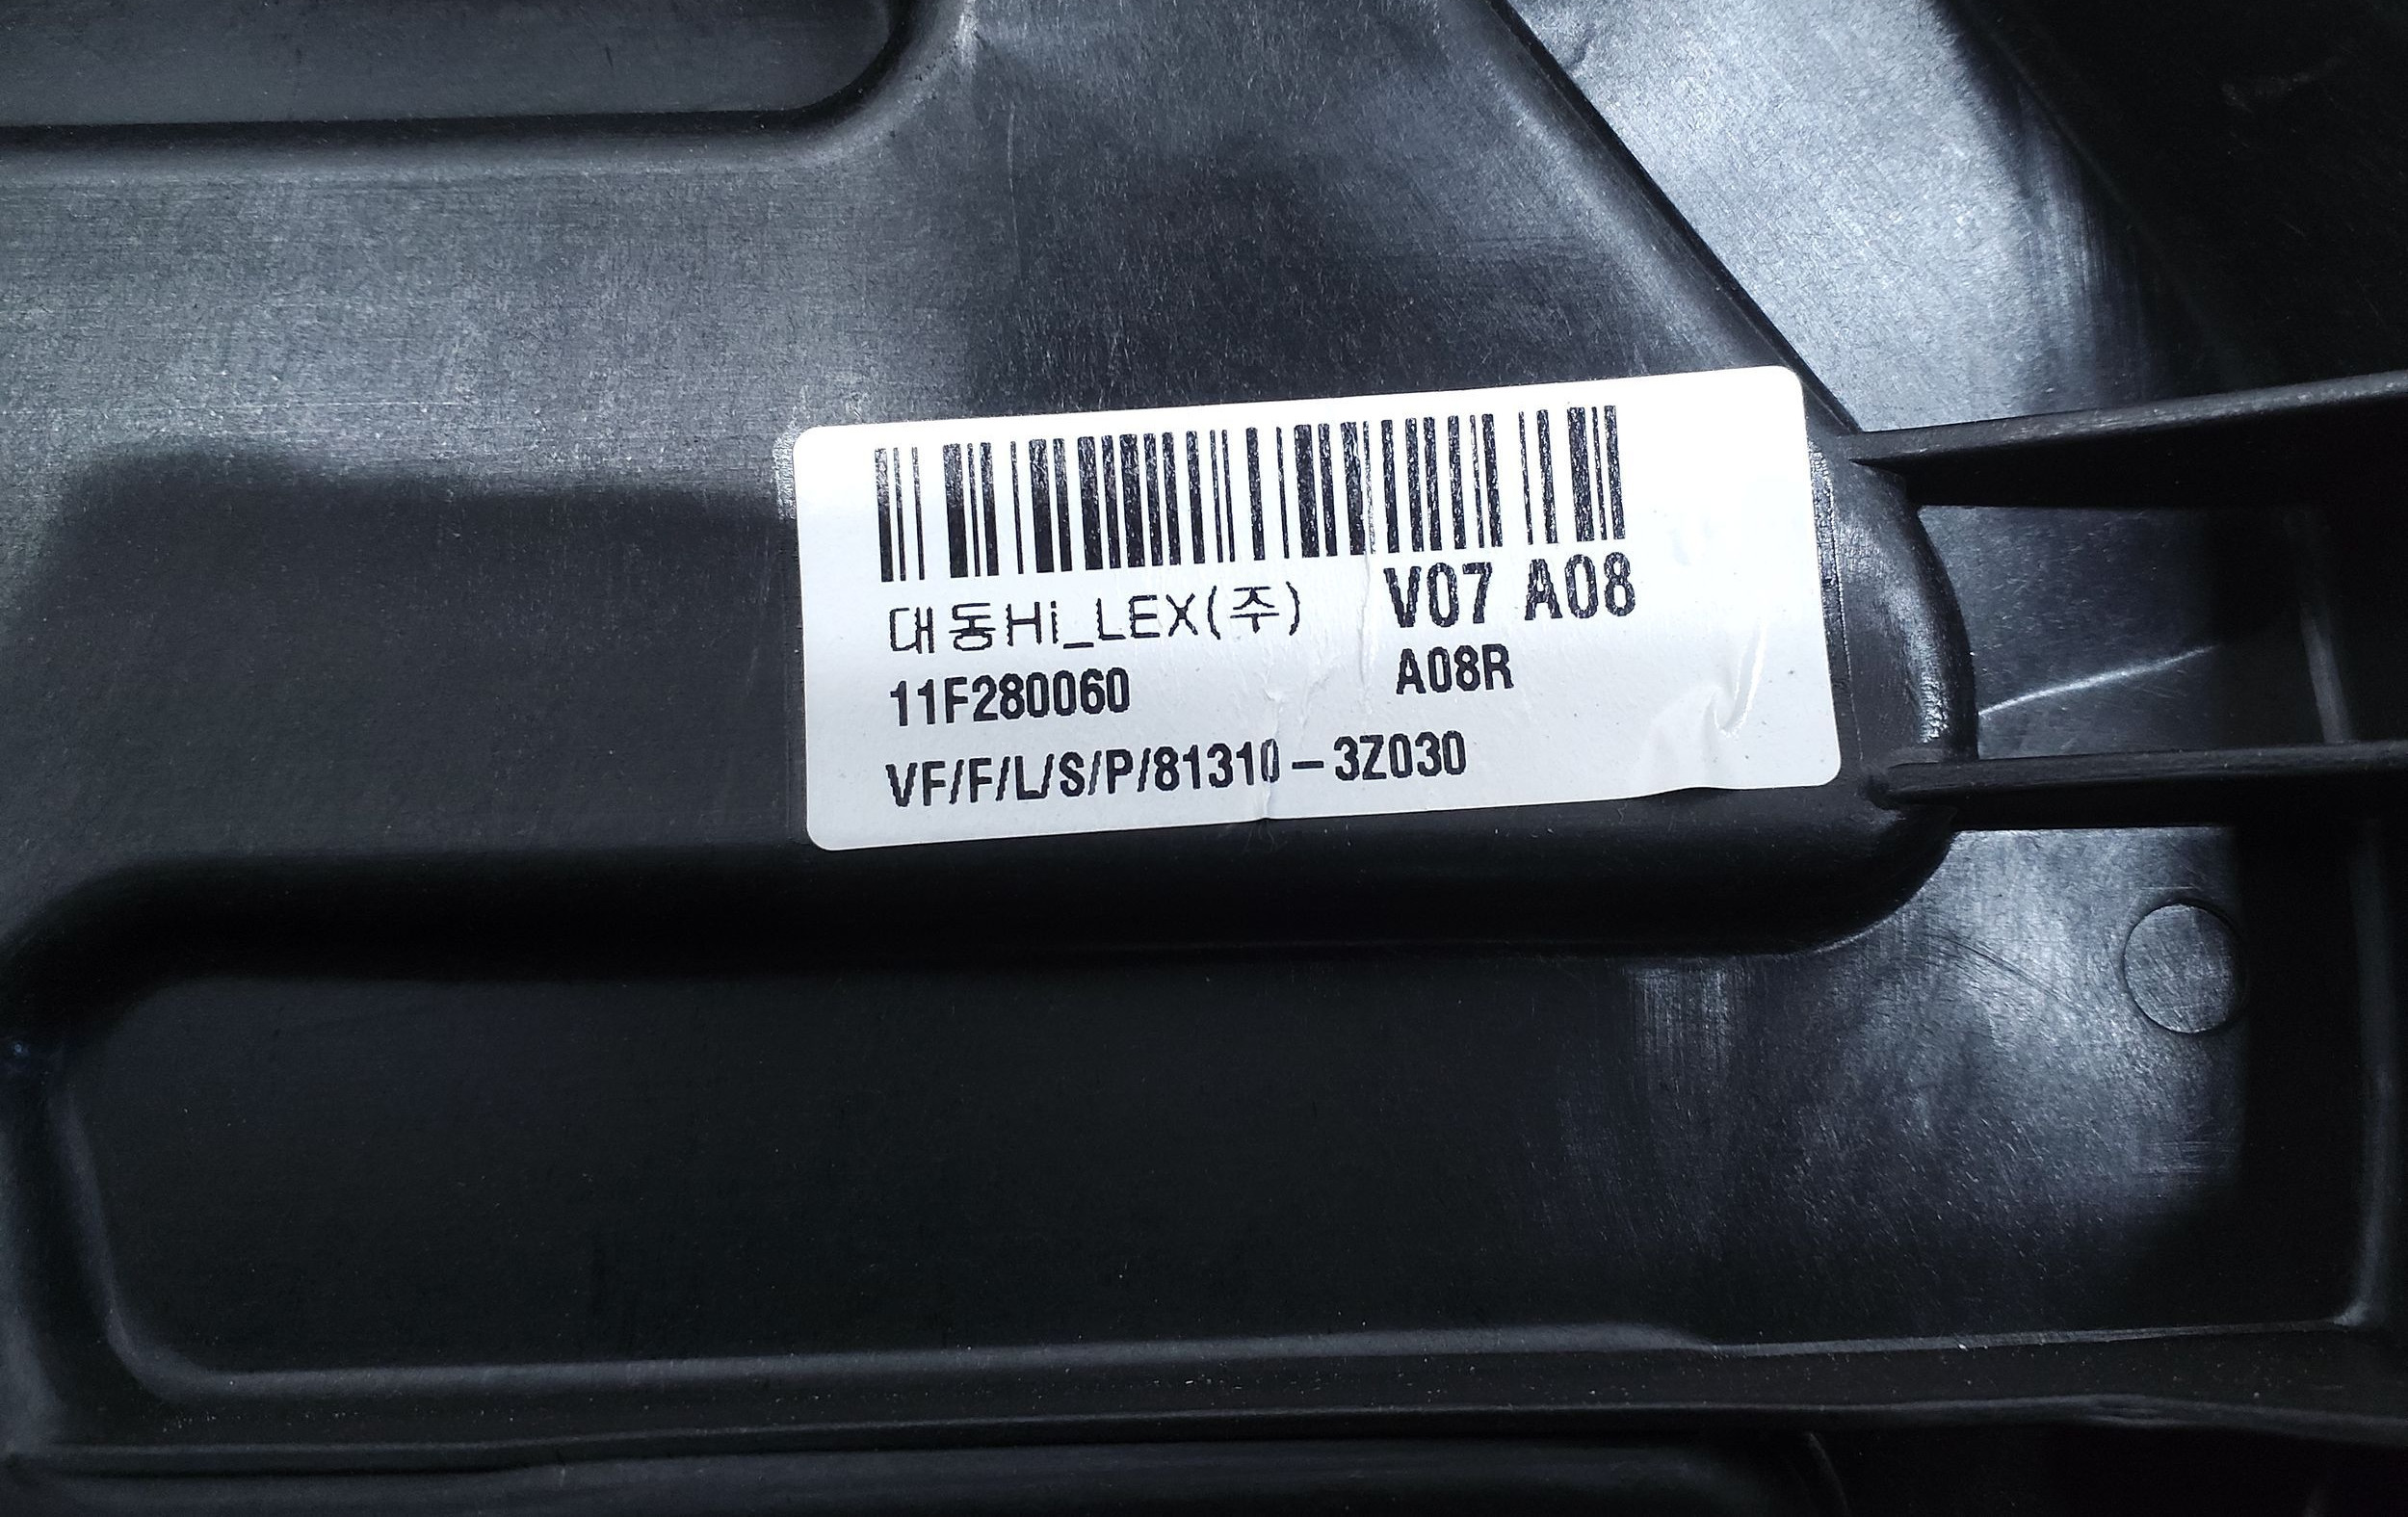 대동Hi_LEX(주) V07 A08
11F280060 A08R
VF/F/L/S/P/81310-3Z030